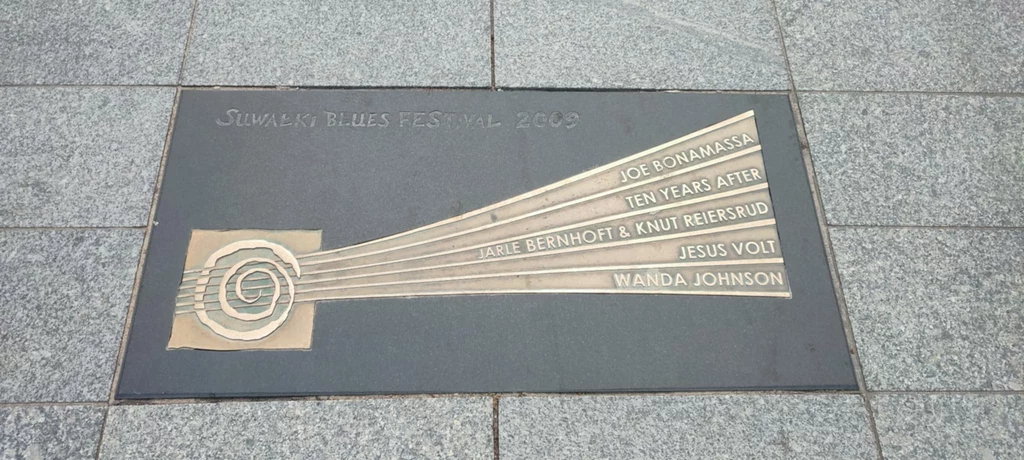 SUWAŁKI BLUES FESTIVAL 2009
JOE BONAMASSA
TEN YEARS AFTER
JARLE BERNHOFT & KNUT REIERSRUD
JESUS VOLT
WANDA JOHNSON